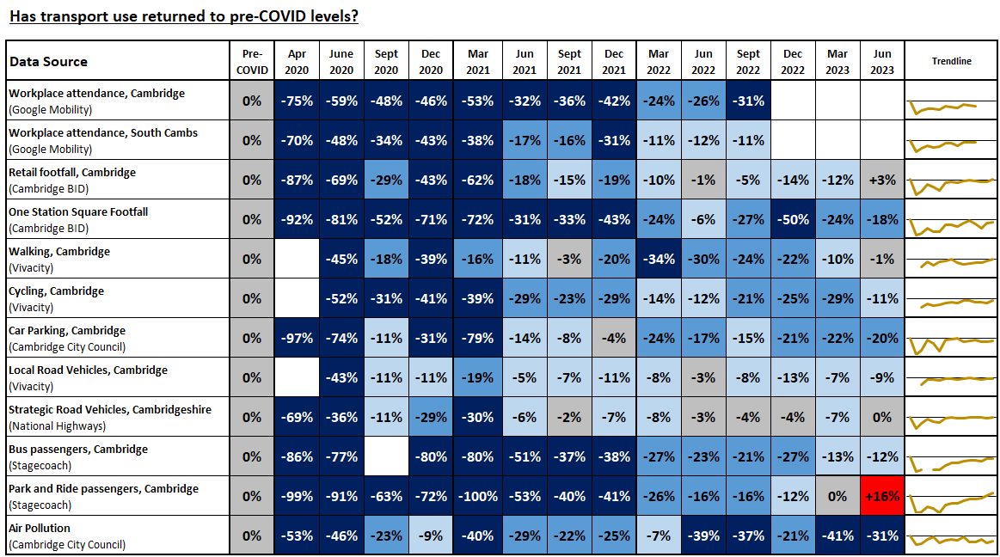 Has transport use returned to pre-COVID levels?
Data Source Pre-COVID Apr 2020 June 2020 Sept 2020 Dec 2020 Mar 2021 Jun 2021 Sept 2021 Dec 2021 Mar 2022 Jun 2022 Sept 2022 Dec 2022 Mar 2023 Jun 2023 Trendline
Workplace attendance, Cambridge
(Google Mobility)
0% -75% -59% -48% -46% -53% -32% -36% -42% -24% -26% -31%
Workplace attendance, South Cambs
(Google Mobility)
0% -70% -48% -34% -43% -38% -17% -16% -31% -11% -12% -11%
Retail footfall, Cambridge
(Cambridge BID)
0% -87% -69% -29% -43% -62% -18% -15% -19% -10% -1% -5% -14% -12% +3%
One Station Square Footfall
(Cambridge BID)
0% -92% -81% -52% -71% -72% -31% -33% -43% -24% -6% -27% -50% -24% -18%
Walking, Cambridge
(Vivacity)
0% -45% -18% -39% -16% -11% -3% -20% -34% -30% -24% -22% -10% -1%
Cycling, Cambridge
(Vivacity)
0% -52% -31% -41% -39% -29% -23% -29% -14% -12% -21% -25% -29% -11%
Car Parking, Cambridge
(Cambridge City Council)
0% -97% -74% -11% -31% -79% -14% -8% -4% -24% -17% -15% -21% -22% -20%
Local Road Vehicles, Cambridge
(Vivacity)
0% -43% -11% -11% -19% -5% -7% -11% -8% -3% -8% -13% -7% -9%
Strategic Road Vehicles, Cambridgeshire
(National Highways)
0% -69% -36% -11% -29% -30% -6% -2% -7% -8% -3% -4% -4% -7% 0%
Bus passengers, Cambridge
(Stagecoach)
0% -86% -77% -80% -80% -51% -37% -38% -27% -23% -21% -27% -13% -12%
Park and Ride passengers, Cambridge
(Stagecoach)
0% -99% -91% -63% -72% -100% -53% -40% -41% -26% -16% -16% -12% 0% +16%
Air Pollution
(Cambridge City Council)
0% -53% -46% -23% -9% -40% -29% -22% -25% -7% -39% -37% -21% -41% -31%